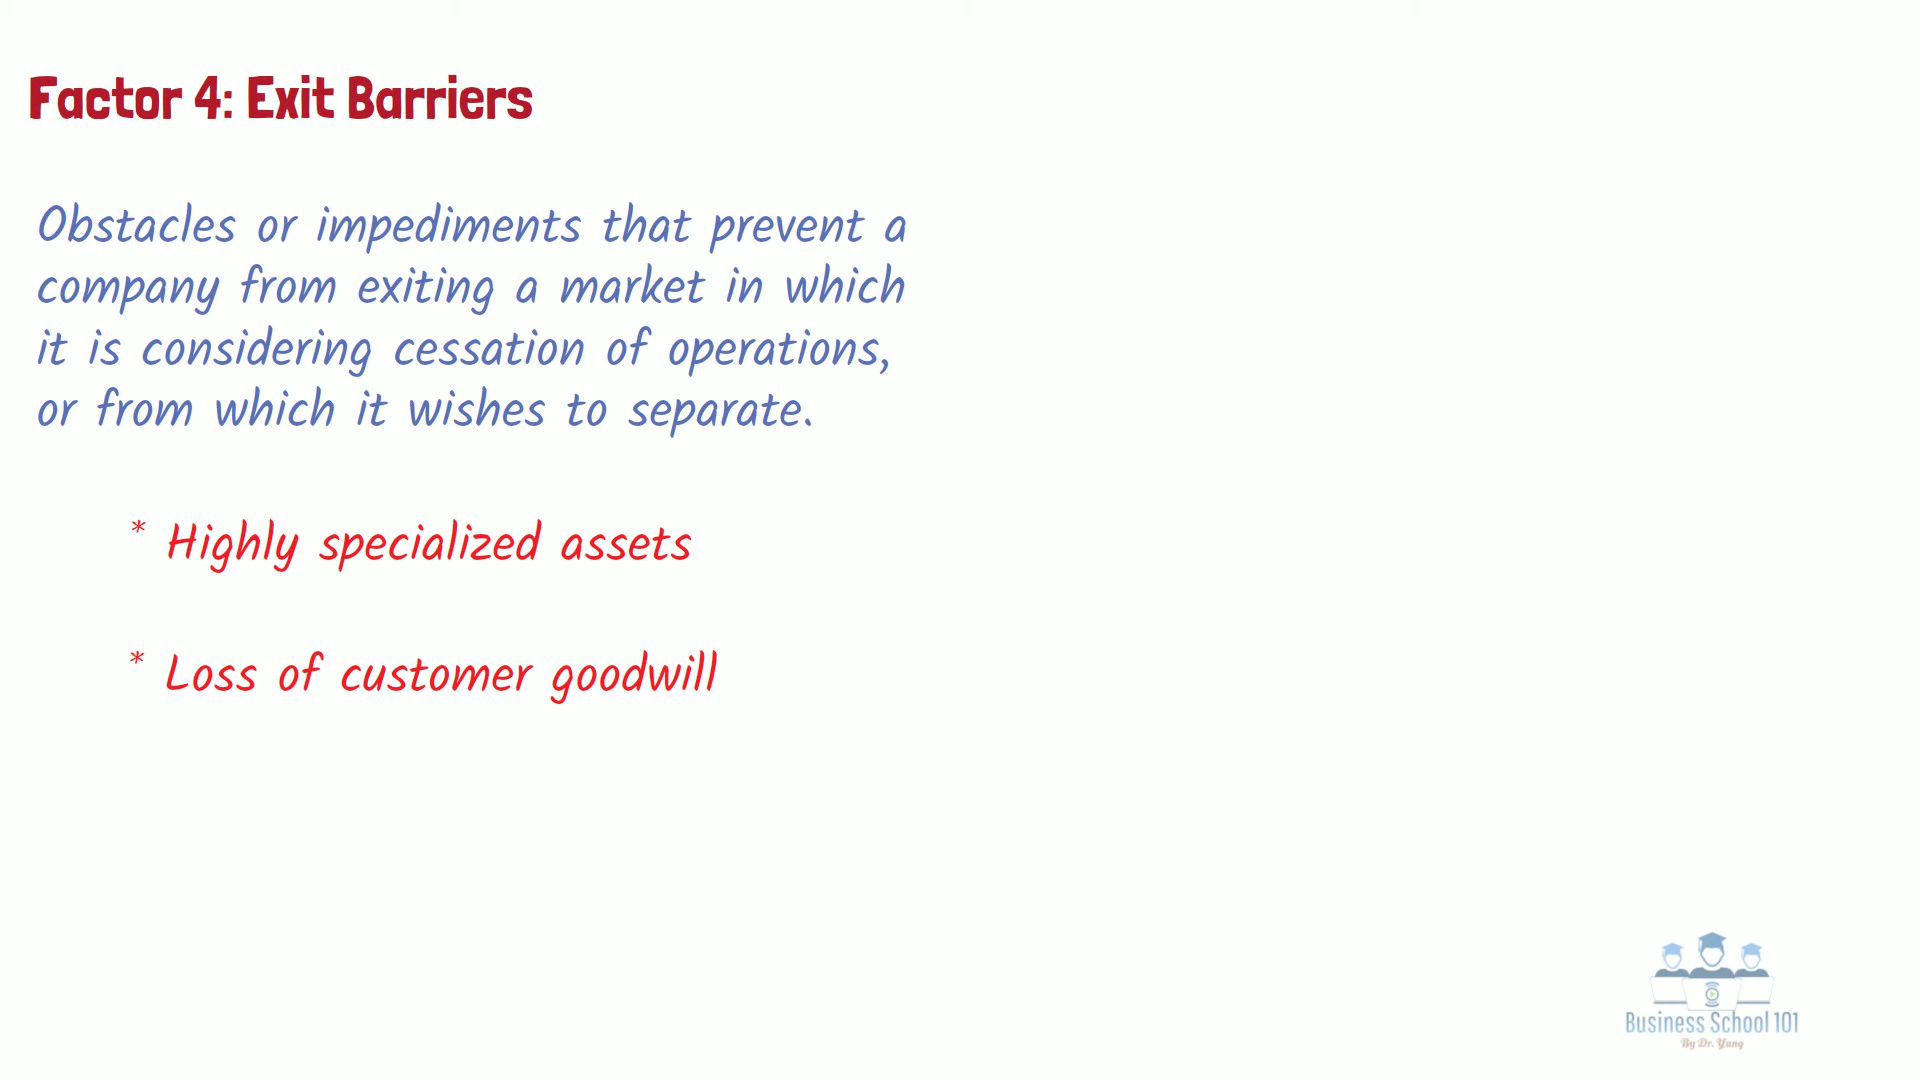 Factor 4: Exit Barriers
Obstacles or impediments that prevent a
company from exiting a market in which
it is considering cessation of operations,
or from which it wishes to separate.
* Highly specialized assets
* Loss of customer goodwill
Business School 101
By Dr. Yang